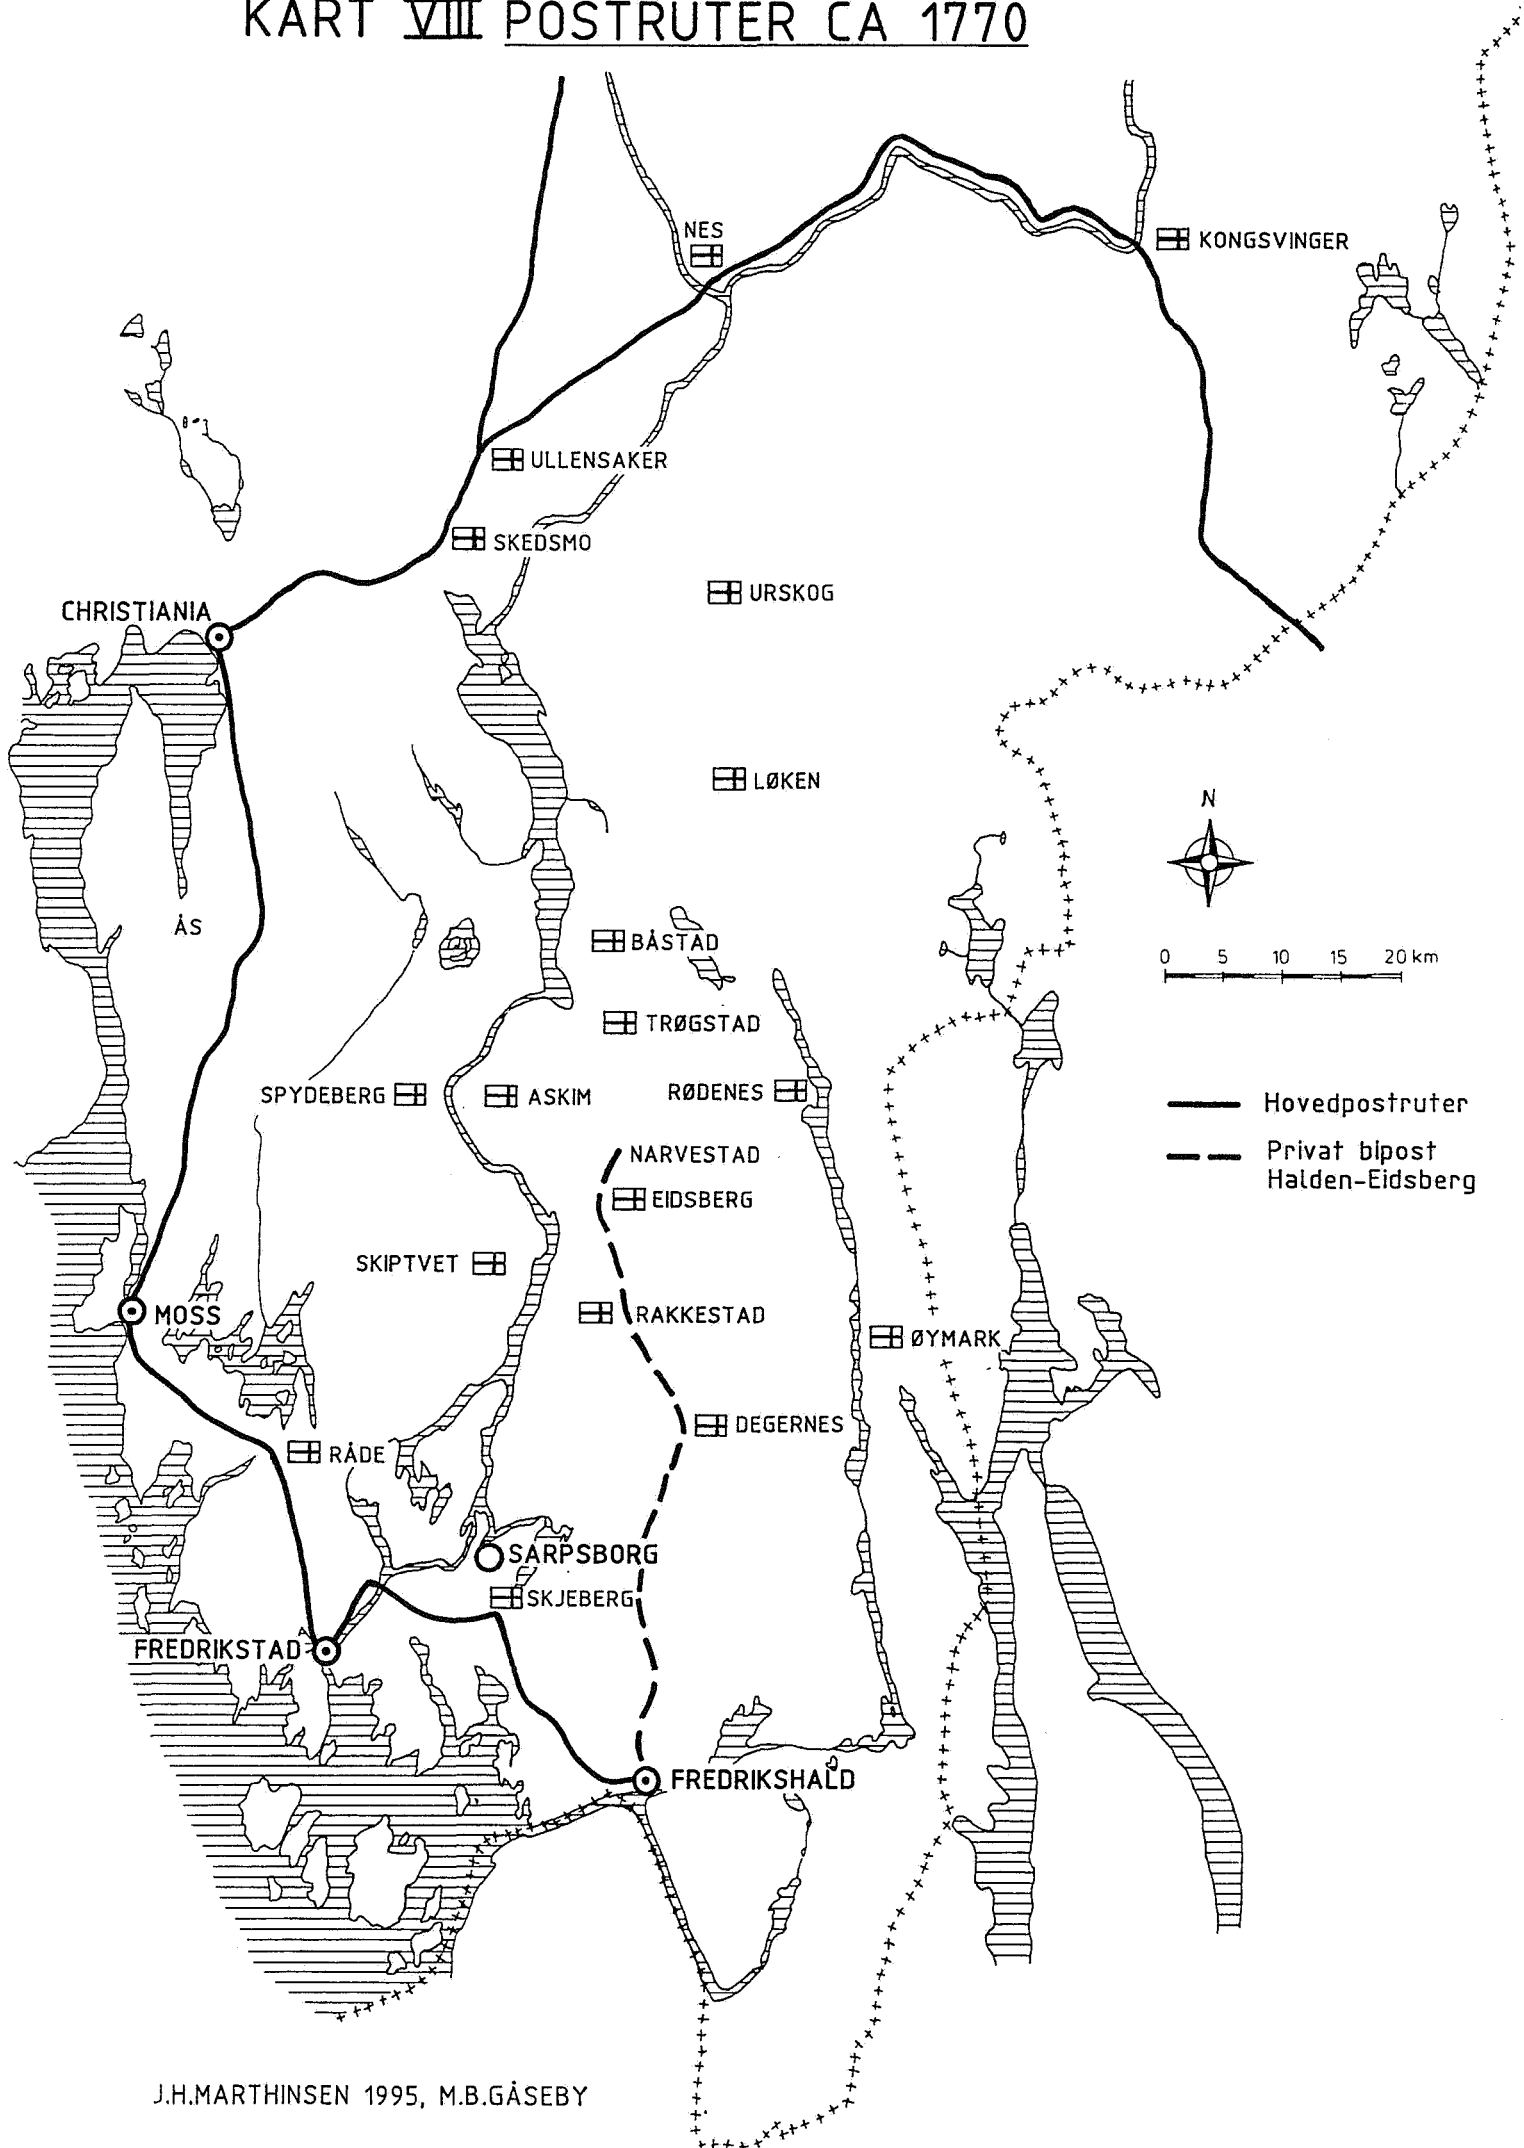 KART VIII POSTRUTER CA 1770
NES
KONGSVINGER
ULLENSAKER
SKEDSMO
URSKOG
CHRISTIANIA
LØKEN
N
ÅS
BÅSTAD
0 5 10 15 20 km
TRØGSTAD
SPYDEBERG
ASKIM
RØDENES
Hovedpostruter
NARVESTAD
Privat bipost
Halden-Eidsberg
EIDSBERG
SKIPTVET
MOSS
RAKKESTAD
ØYMARK
DEGERNES
RÅDE
SARPSBORG
SKJEBERG
FREDRIKSTAD
FREDRIKSHALD
J.H.MARTHINSEN 1995, M.B.GÅSEBY